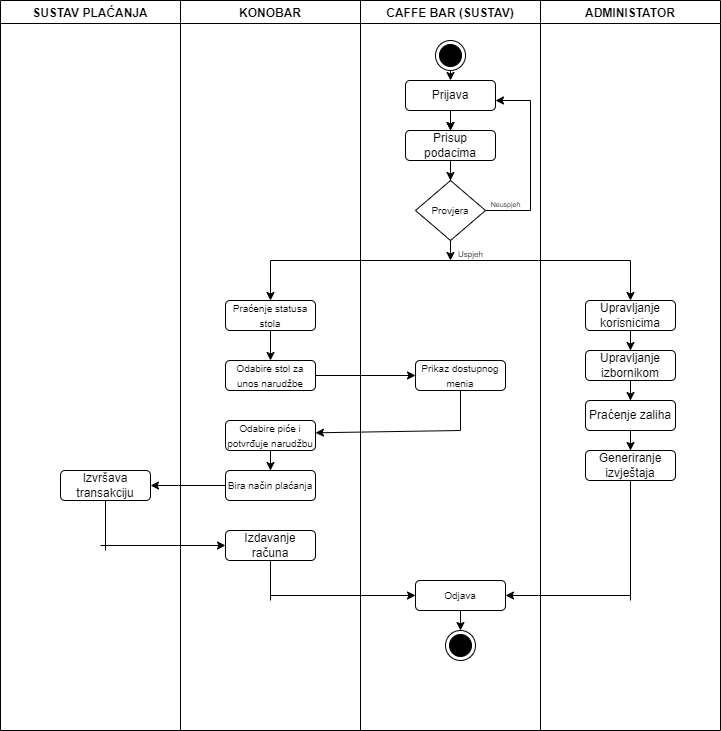 SUSTAV PLAĆANJA
KONOBAR
CAFFE BAR (SUSTAV)
ADMINISTATOR
Prijava
Prisup
podacima
Provjera
Neuspjeh
Uspjeh
Praćenje statusa
stola
Upravljanje
korisnicima
Odabire stol za
unos narudžbe
Prikaz dostupnog
menia
Upravljanje
izbornikom
Odabire piće i
potvrđuje narudžbu
Praćenje zaliha
Izvršava
transakciju
Bira način plaćanja
Generiranje
izvještaja
Izdavanje
računa
Odjava